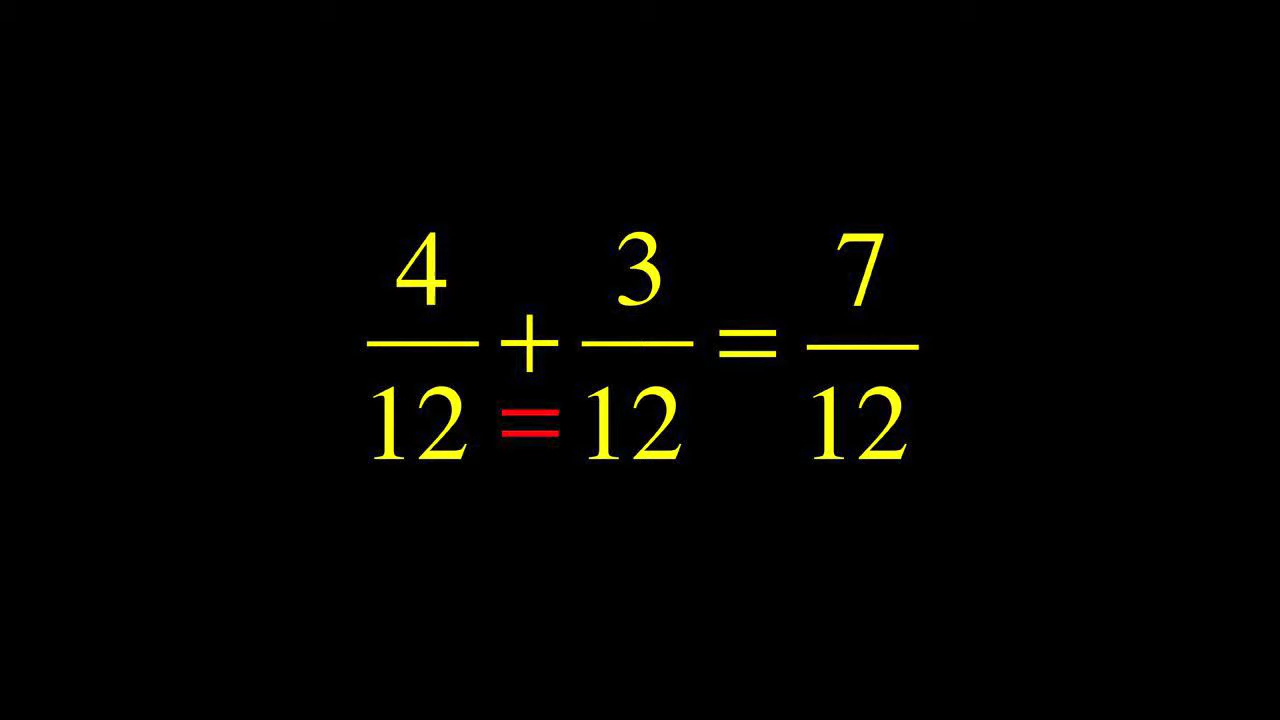 4 3 7
+ =
12 = 12 12